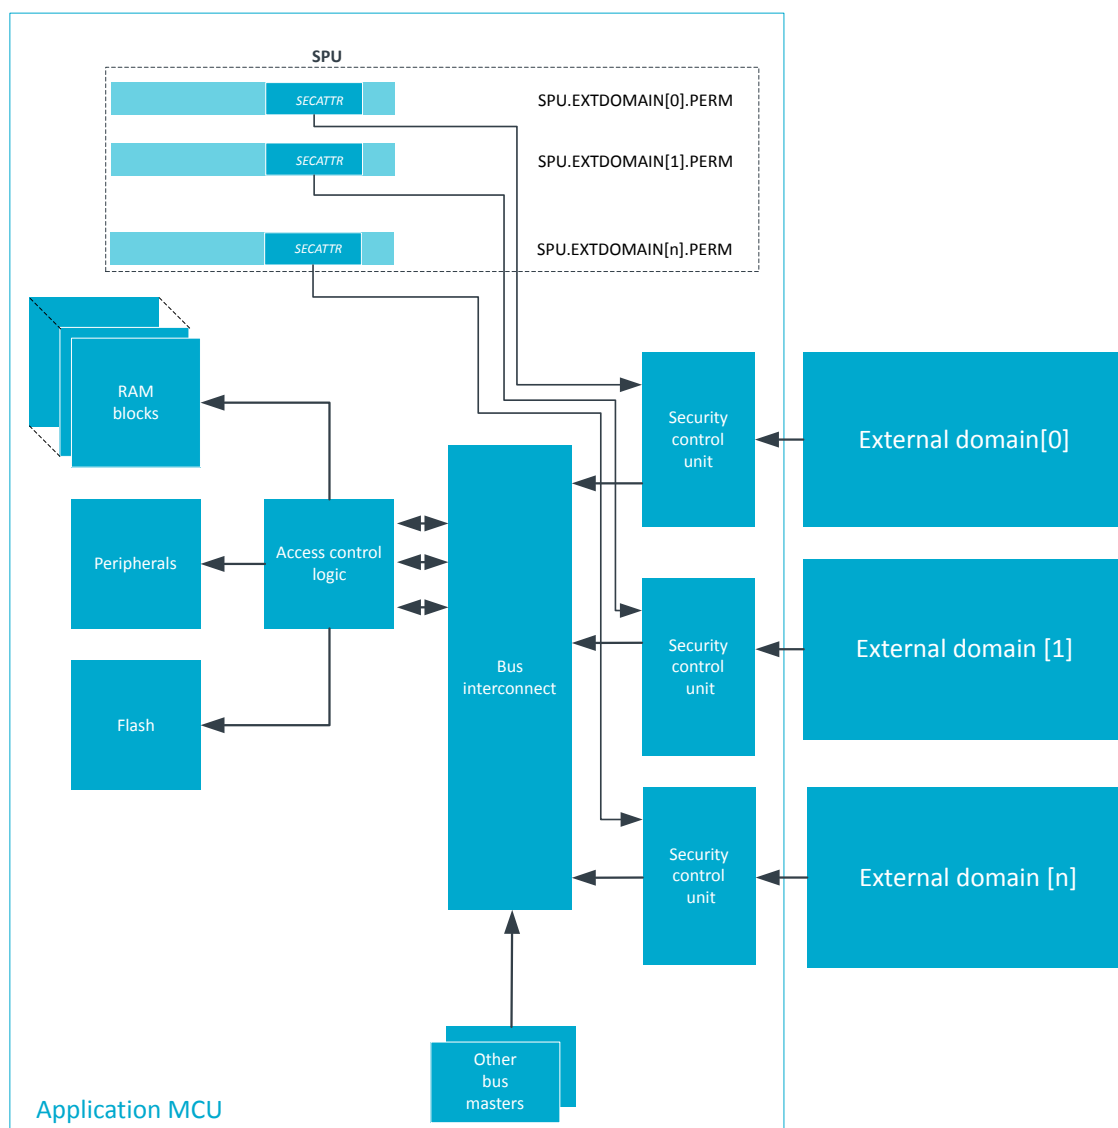 SPU
SECATTR
SPU.EXTDOMAIN[0].PERM
SECATTR
SPU.EXTDOMAIN[1].PERM
SECATTR
SPU.EXTDOMAIN[n].PERM
RAM
blocks
Security
control
unit
External domain[0]
Peripherals
Access control
logic
Bus
interconnect
Security
control
unit
External domain [1]
Flash
Security
control
unit
External domain [n]
Other
bus
masters
Application MCU